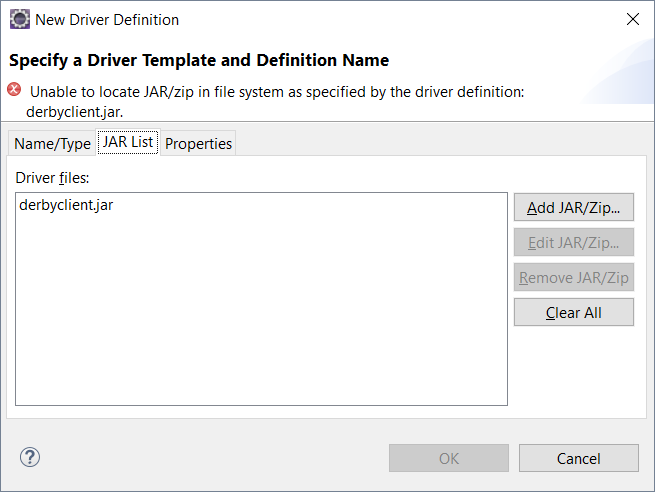 New Driver Definition
Specify a Driver Template and Definition Name
Unable to locate JAR/zip in file system as specified by the driver definition:
derbyclient.jar.
Name/Type JAR List Properties
Driver files:
derbyclient.jar
Add JAR/Zip...
Edit JAR/Zip...
Remove JAR/Zip
Clear All
?
OK Cancel